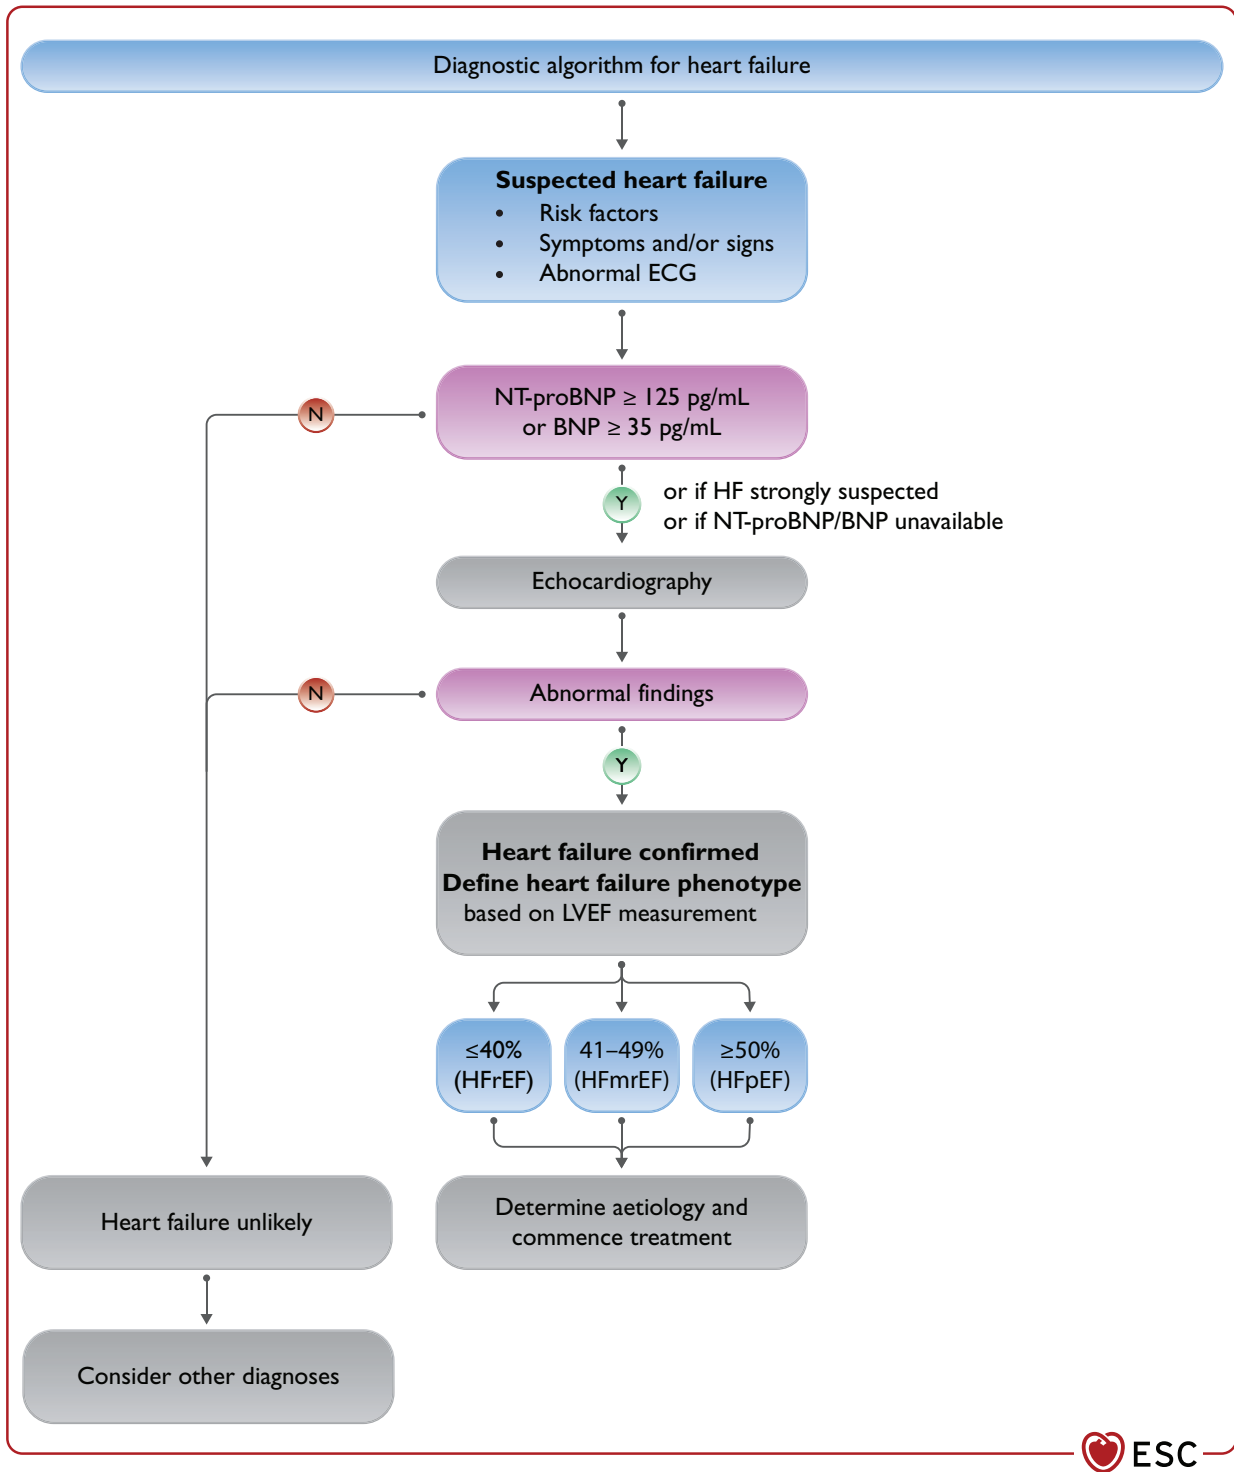 Diagnostic algorithm for heart failure
Suspected heart failure
• Risk factors
• Symptoms and/or signs
• Abnormal ECG
NT-proBNP ≥ 125 pg/mL
or BNP ≥ 35 pg/mL
N
Y
or if HF strongly suspected
or if NT-proBNP/BNP unavailable
Echocardiography
N
Abnormal findings
Y
Heart failure confirmed
Define heart failure phenotype
based on LVEF measurement
≤40%
(HFrEF)
41–49%
(HFmrEF)
≥50%
(HFpEF)
Heart failure unlikely
Determine aetiology and
commence treatment
Consider other diagnoses
ESC